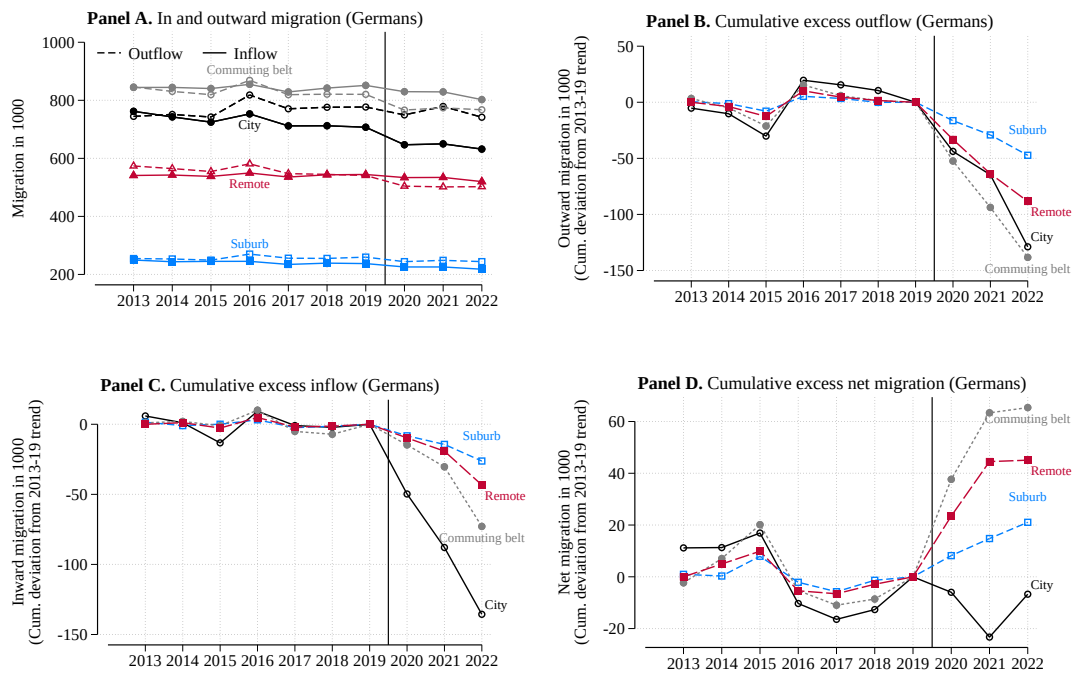 Panel A. In and outward migration (Germans)
Migration in 1000
1000
800
600
400
200
Outflow
Inflow
Commuting belt
City
Remote
Suburb
2013 2014 2015 2016 2017 2018 2019 2020 2021 2022
Panel B. Cumulative excess outflow (Germans)
Outward migration in 1000
(Cum. deviation from 2013-19 trend)
50
0
-50
-100
-150
Suburb
Remote
City
Commuting belt
2013 2014 2015 2016 2017 2018 2019 2020 2021 2022
Panel C. Cumulative excess inflow (Germans)
Inward migration in 1000
(Cum. deviation from 2013-19 trend)
0
-50
-100
-150
Suburb
Remote
Commuting belt
City
2013 2014 2015 2016 2017 2018 2019 2020 2021 2022
Panel D. Cumulative excess net migration (Germans)
Net migration in 1000
(Cum. deviation from 2013-19 trend)
60
40
20
0
-20
Commuting belt
Remote
Suburb
City
2013 2014 2015 2016 2017 2018 2019 2020 2021 2022